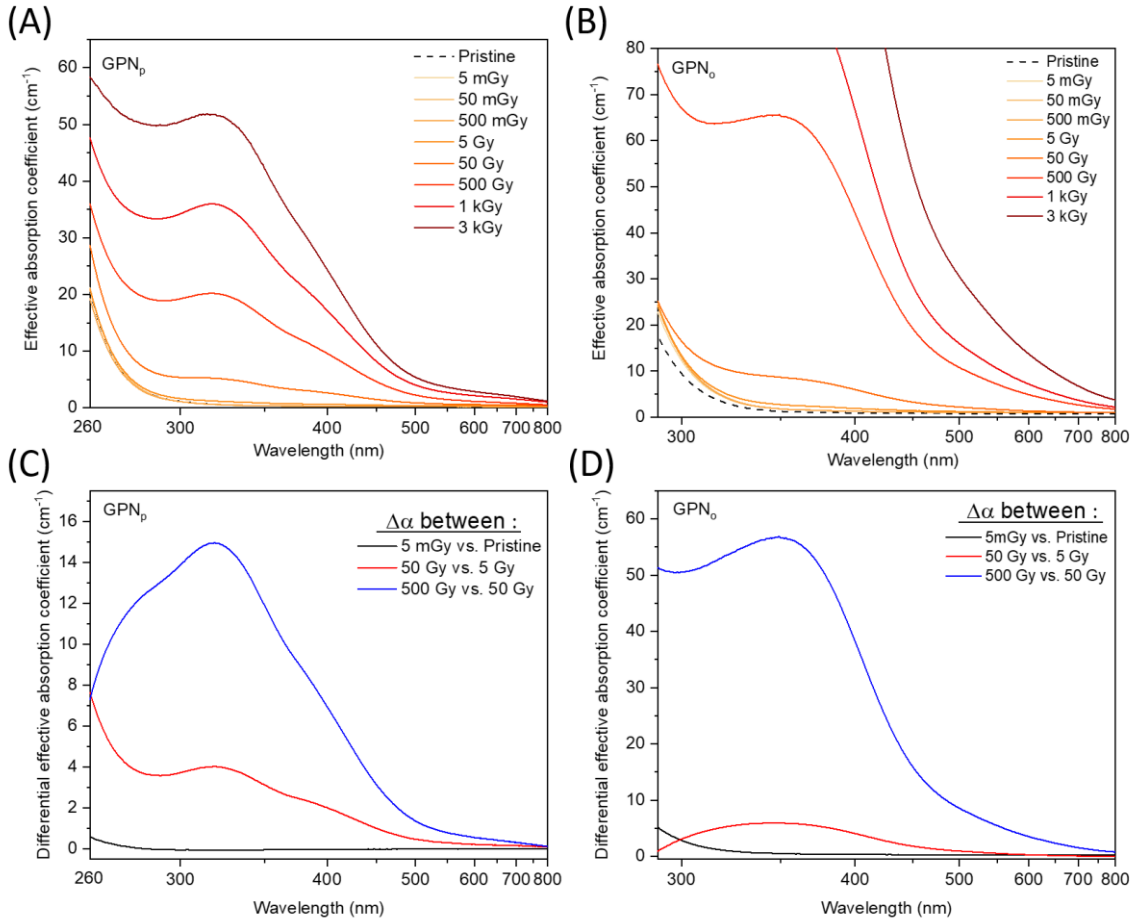 (A)
Effective absorption coefficient (cm⁻¹)
60
50
40
30
20
10
0
GPNₚ
Pristine
5 mGy
50 mGy
500 mGy
5 Gy
50 Gy
500 Gy
1 kGy
3 kGy
260 300 400 500 600 700 800
Wavelength (nm)
(B)
Effective absorption coefficient (cm⁻¹)
80
75
70
65
60
55
50
45
40
35
30
25
20
15
10
5
0
GPNₒ
Pristine
5 mGy
50 mGy
500 mGy
5 Gy
50 Gy
500 Gy
1 kGy
3 kGy
300 400 500 600 700 800
Wavelength (nm)
(C)
Differential effective absorption coefficient (cm⁻¹)
16
14
12
10
8
6
4
2
0
GPNₚ
Δα between :
5 mGy vs. Pristine
50 Gy vs. 5 Gy
500 Gy vs. 50 Gy
260 300 400 500 600 700 800
Wavelength (nm)
(D)
Differential effective absorption coefficient (cm⁻¹)
60
50
40
30
20
10
0
GPNₒ
Δα between :
5mGy vs. Pristine
50 Gy vs. 5 Gy
500 Gy vs. 50 Gy
300 400 500 600 700 800
Wavelength (nm)